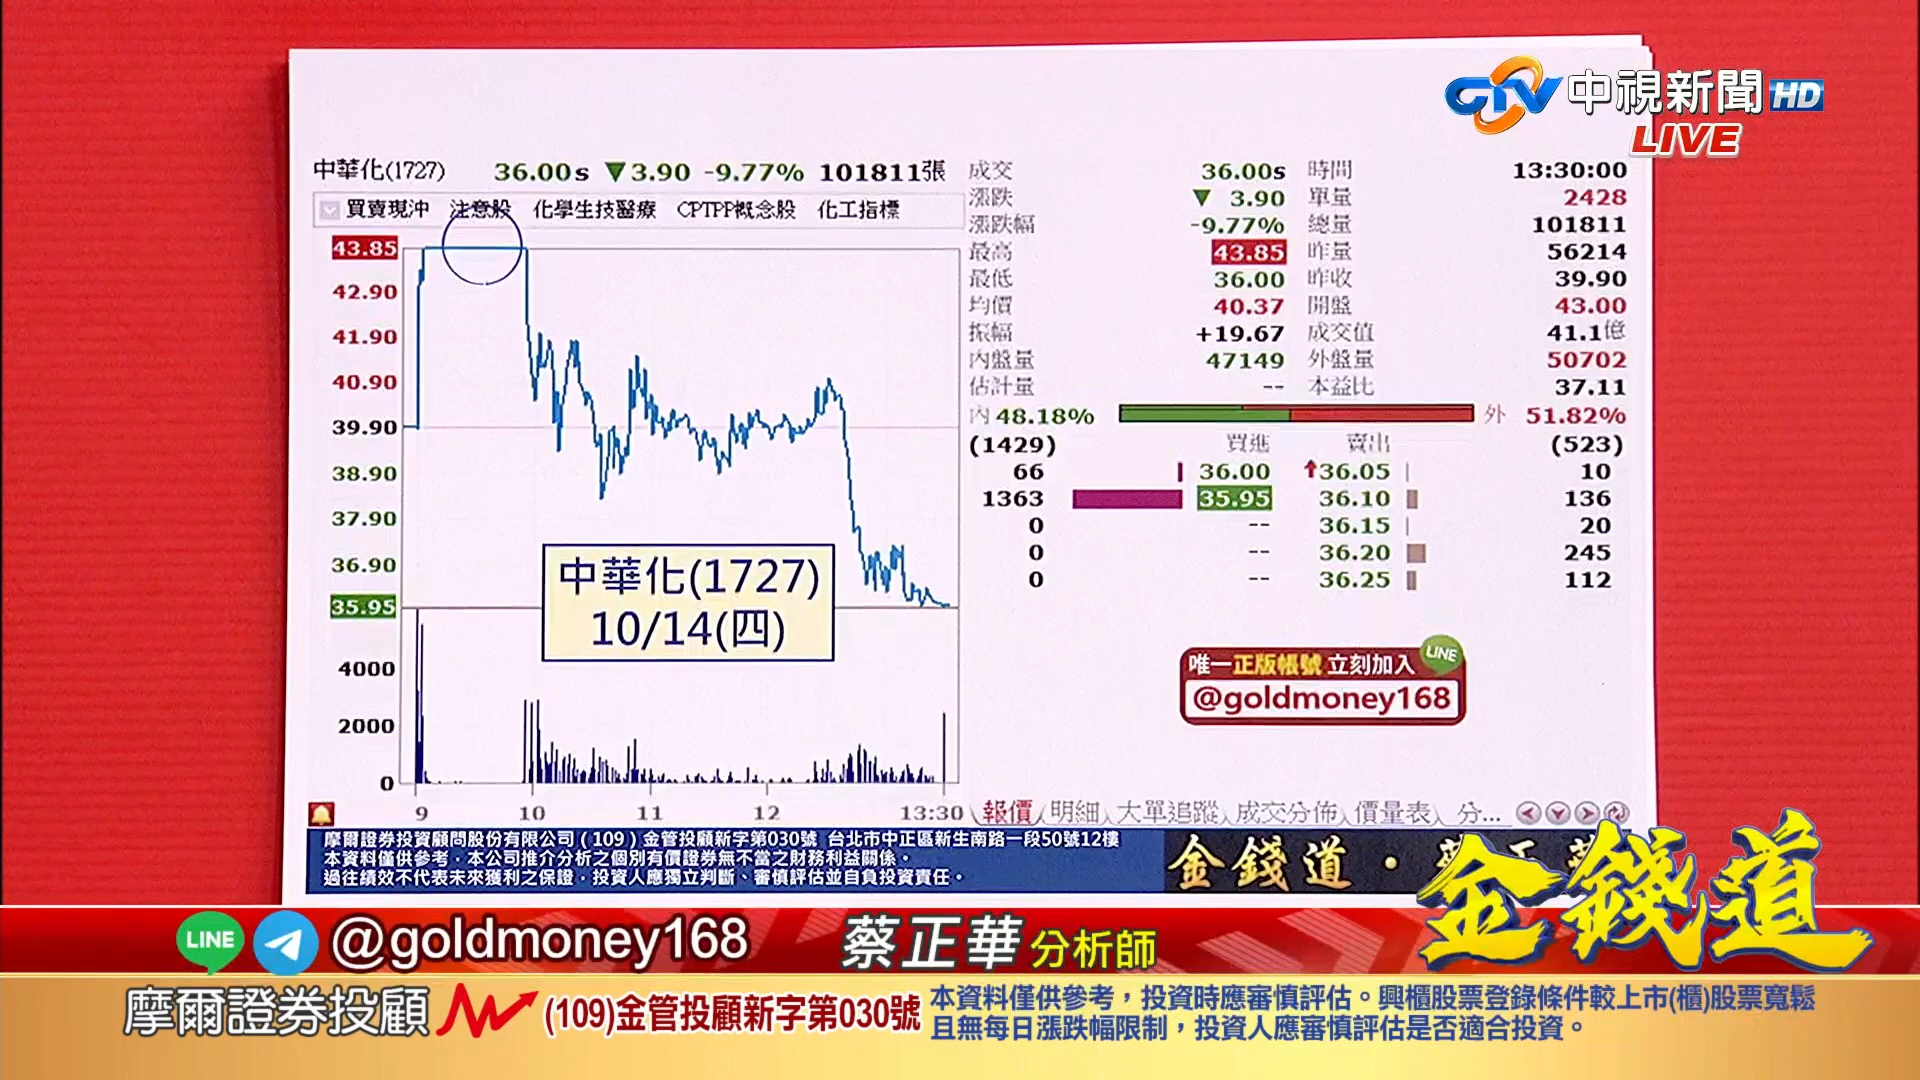 CTV 中視新聞 HD
LIVE
中華化(1727) 36.00s ▼3.90 -9.77% 101811張
買賣現沖 注意股 化學生技醫療 CPTPP概念股 化工指標
43.85
42.90
41.90
40.90
39.90
38.90
37.90
36.90
35.95
4000
2000
0
9 10 11 12 13:30
中華化(1727)
10/14(四)
成交 36.00s 時間 13:30:00
漲跌 ▼ 3.90 單量 2428
漲跌幅 -9.77% 總量 101811
最高 43.85 昨量 56214
最低 36.00 昨收 39.90
均價 40.37 開盤 43.00
振幅 +19.67 成交值 41.1億
內盤量 47149 外盤量 50702
估計量 -- 本益比 37.11
內 48.18% 外 51.82%
(1429) 買進 賣出 (523)
66 36.00 ↑36.05 10
1363 35.95 36.10 136
0 -- 36.15 20
0 -- 36.20 245
0 -- 36.25 112
唯一正版帳號 立刻加入 LINE
@goldmoney168
報價 明細 大單追蹤 成交分佈 價量表 分...
摩爾證券投資顧問股份有限公司(109)金管投顧新字第030號 台北市中正區新生南路一段50號12樓
本資料僅供參考,本公司推介分析之個別有價證券無不當之財務利益關係。
過往績效不代表未來獲利之保證,投資人應獨立判斷、審慎評估並自負投資責任。
金錢道・
金錢道
LINE @goldmoney168 蔡正華 分析師
摩爾證券投顧 (109)金管投顧新字第030號
本資料僅供參考,投資時應審慎評估。興櫃股票登錄條件較上市(櫃)股票寬鬆
且無每日漲跌幅限制,投資人應審慎評估是否適合投資。